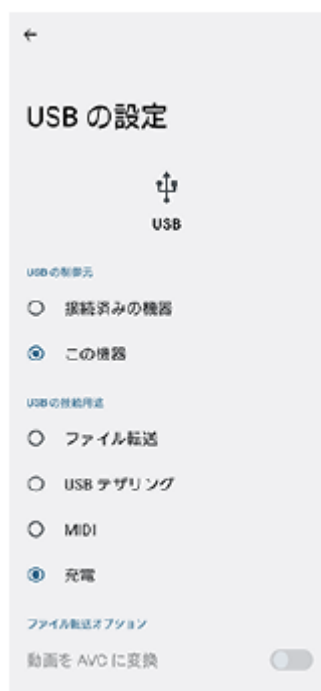 USB の設定
USB
USB の制御元
接続済みの機器
この機器
USB の接続用途
ファイル転送
USB テザリング
MIDI
充電
ファイル転送オプション
動画を AVC に変換